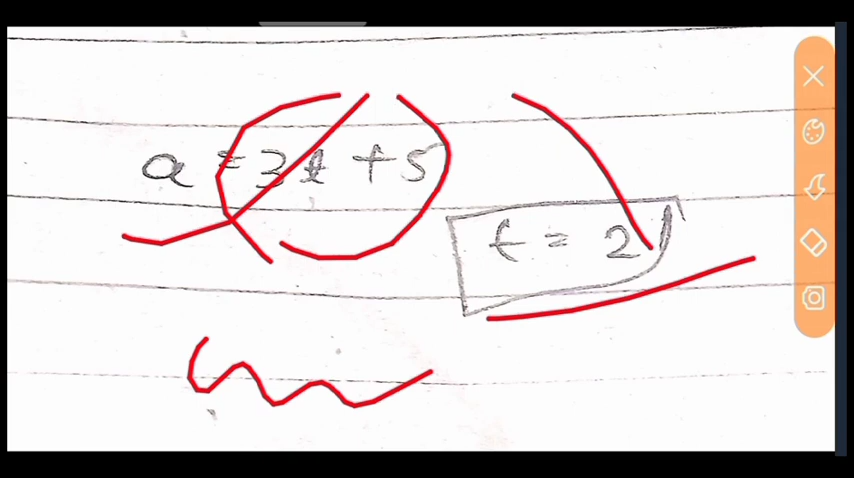 a = 3t + 5
t = 2